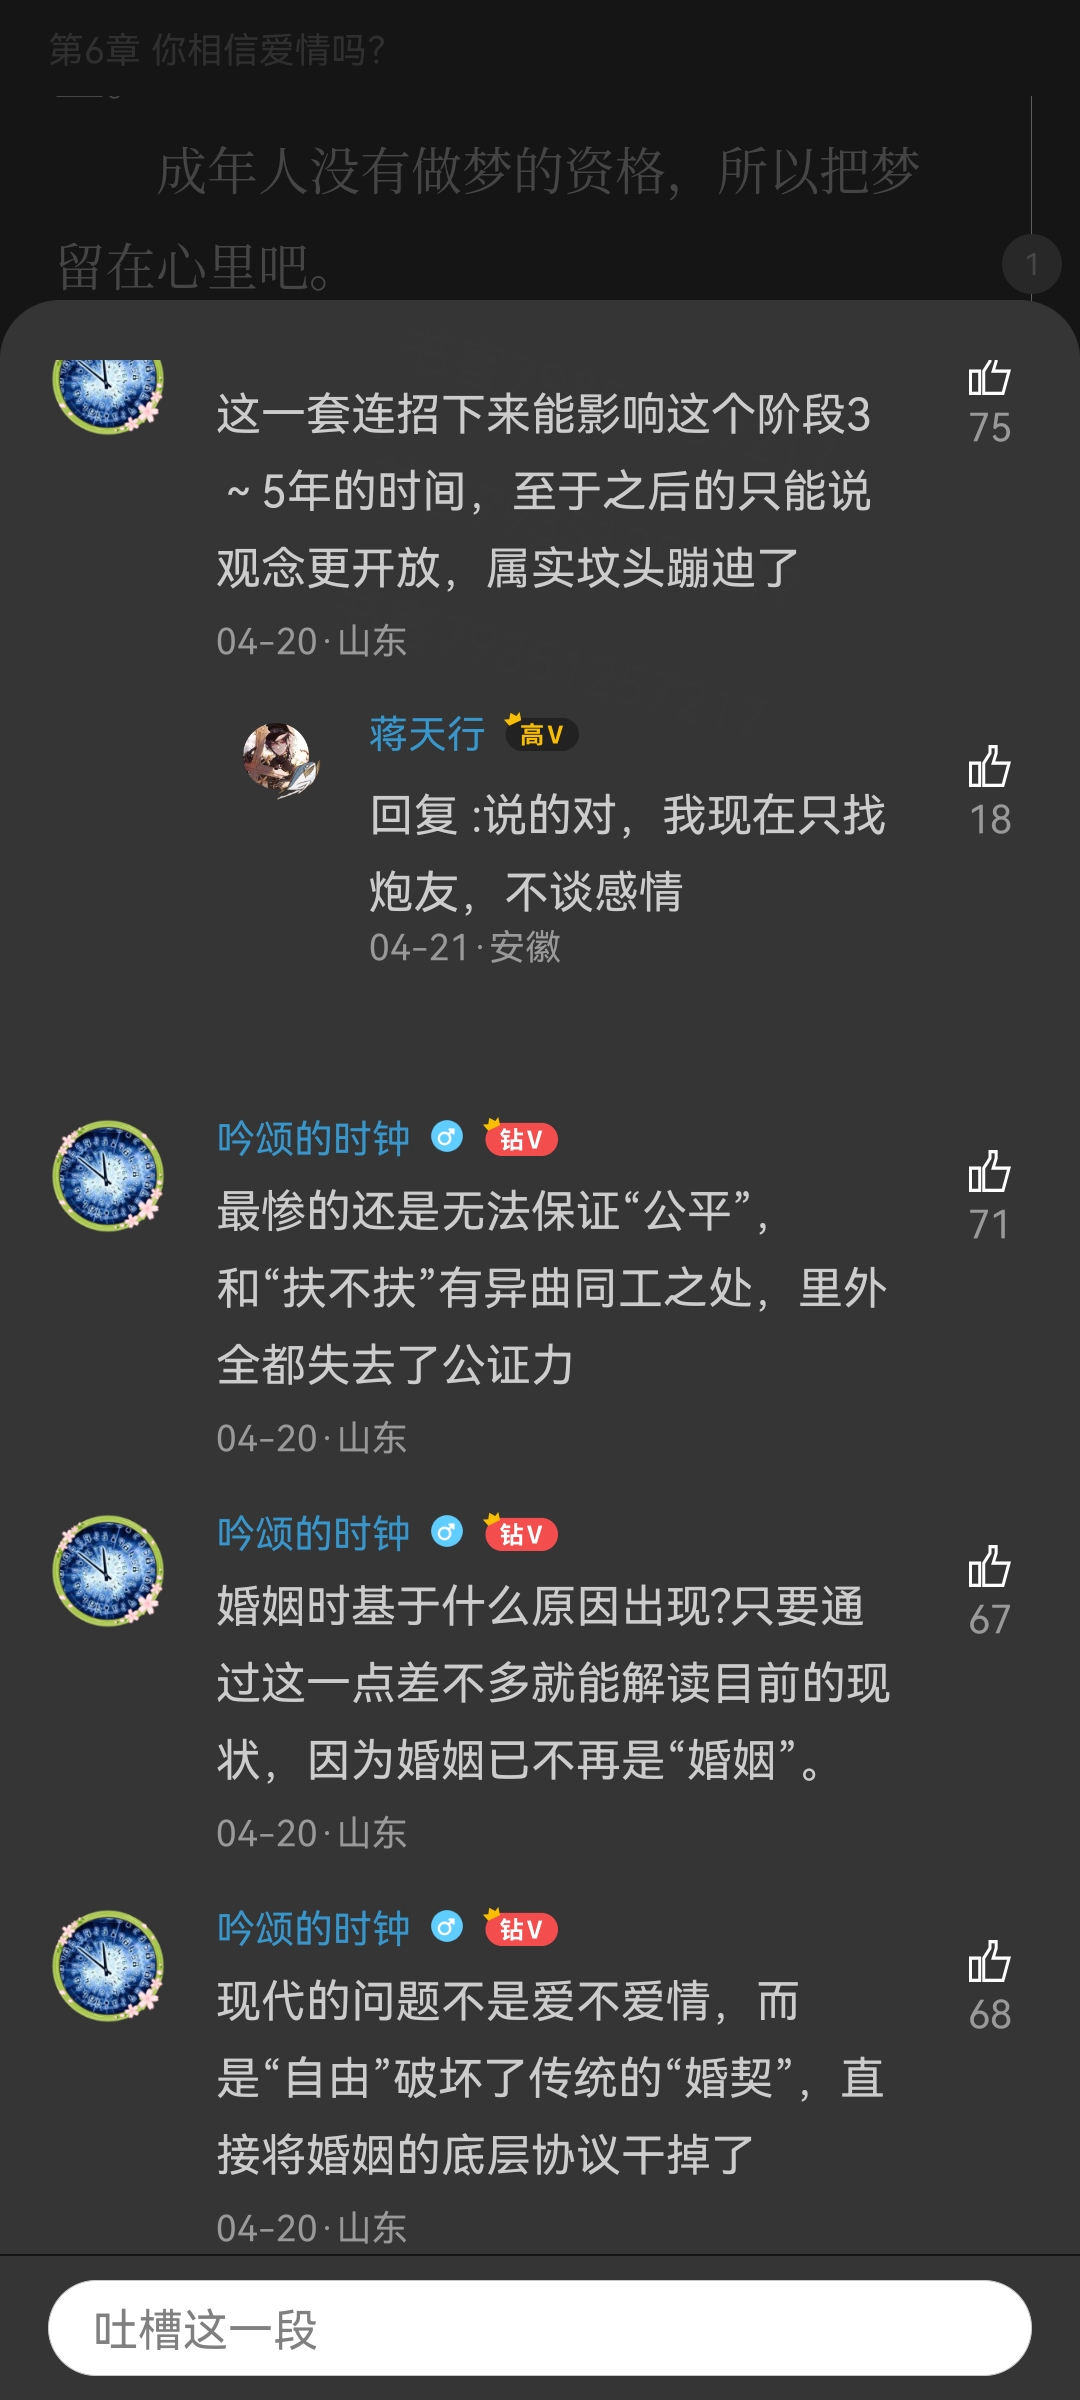 第6章 你相信爱情吗?
成年人没有做梦的资格，所以把梦
留在心里吧。
1
这一套连招下来能影响这个阶段3
~5年的时间，至于之后的只能说
观念更开放，属实坟头蹦迪了
75
04-20·山东
蒋天行 高V
回复 :说的对，我现在只找
炮友，不谈感情
18
04-21·安徽
吟颂的时钟 钻V
最惨的还是无法保证“公平”，
和“扶不扶”有异曲同工之处，里外
全都失去了公证力
71
04-20·山东
吟颂的时钟 钻V
婚姻时基于什么原因出现?只要通
过这一点差不多就能解读目前的现
状，因为婚姻已不再是“婚姻”。
67
04-20·山东
吟颂的时钟 钻V
现代的问题不是爱不爱情，而
是“自由”破坏了传统的“婚契”，直
接将婚姻的底层协议干掉了
68
04-20·山东
吐槽这一段